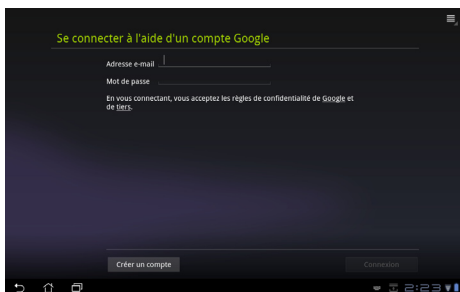 Se connecter à l'aide d'un compte Google
Adresse e-mail
Mot de passe
En vous connectant, vous acceptez les règles de confidentialité de Google et
de tiers.
Créer un compte
Connexion
2:23